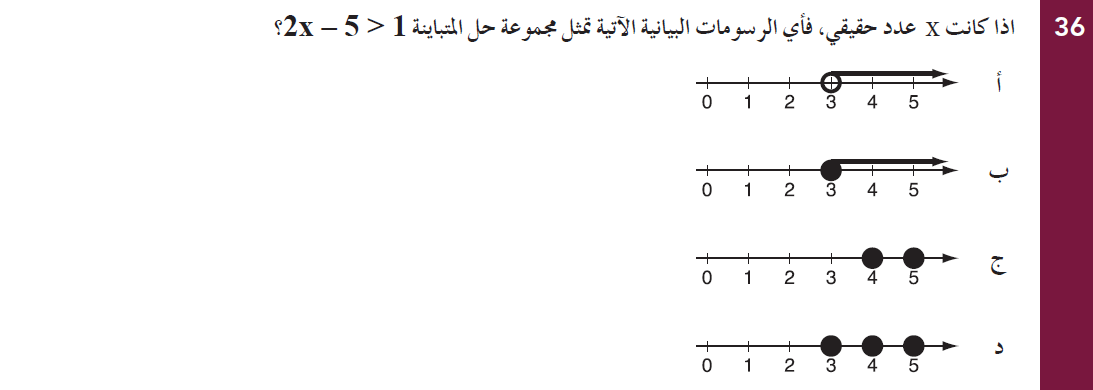 36 اذا كانت x عدد حقيقي، فأي الرسومات البيانية الآتية تمثل مجموعة حل المتباينة 2x – 5 > 1؟
أ
0 1 2 3 4 5
ب
0 1 2 3 4 5
ج
0 1 2 3 4 5
د
0 1 2 3 4 5